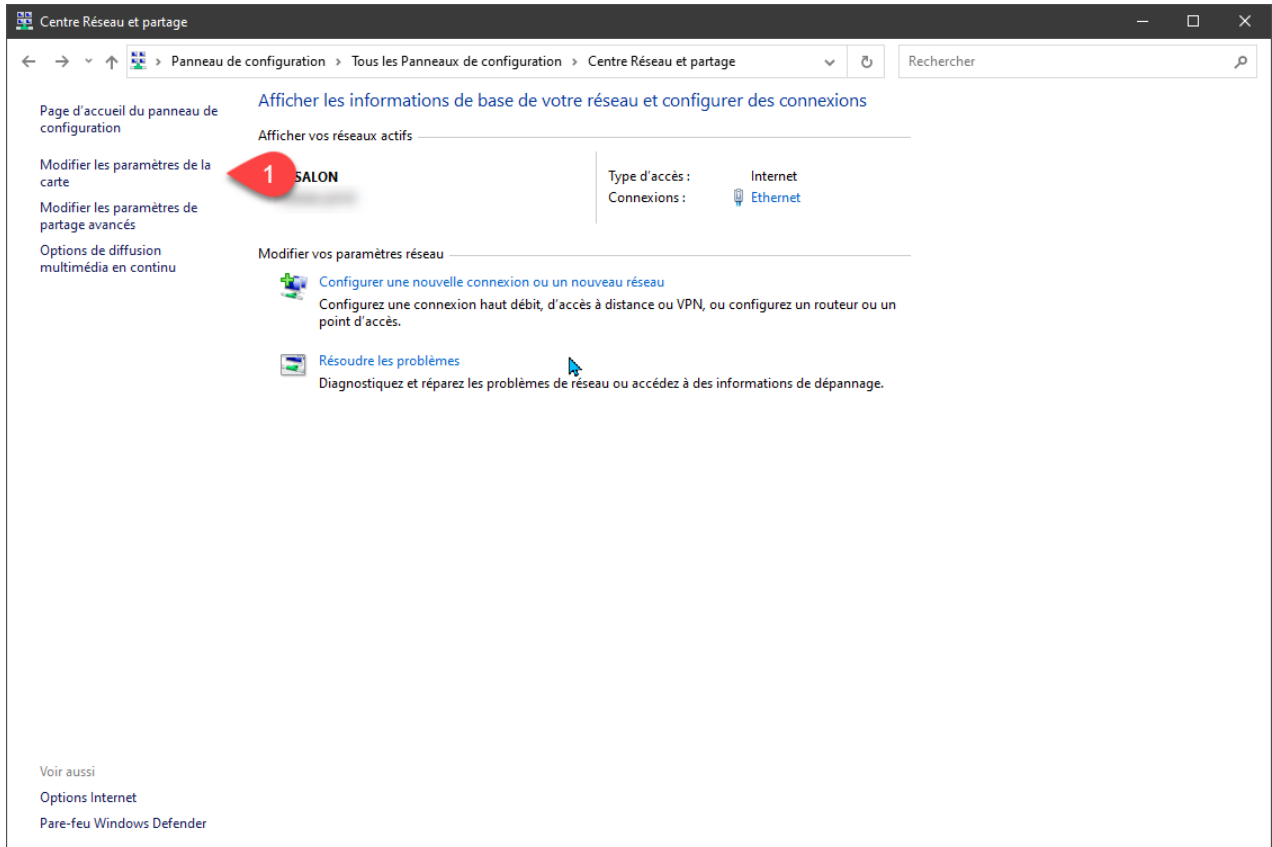 Centre Réseau et partage
Panneau de configuration > Tous les Panneaux de configuration > Centre Réseau et partage
Rechercher
Page d'accueil du panneau de
configuration
Modifier les paramètres de la
carte
Modifier les paramètres de
partage avancés
Options de diffusion
multimédia en continu
Afficher les informations de base de votre réseau et configurer des connexions
Afficher vos réseaux actifs
1
SALON
Type d'accès : Internet
Connexions : Ethernet
Modifier vos paramètres réseau
Configurer une nouvelle connexion ou un nouveau réseau
Configurez une connexion haut débit, d'accès à distance ou VPN, ou configurez un routeur ou un
point d'accès.
Résoudre les problèmes
Diagnostiquez et réparez les problèmes de réseau ou accédez à des informations de dépannage.
Voir aussi
Options Internet
Pare-feu Windows Defender